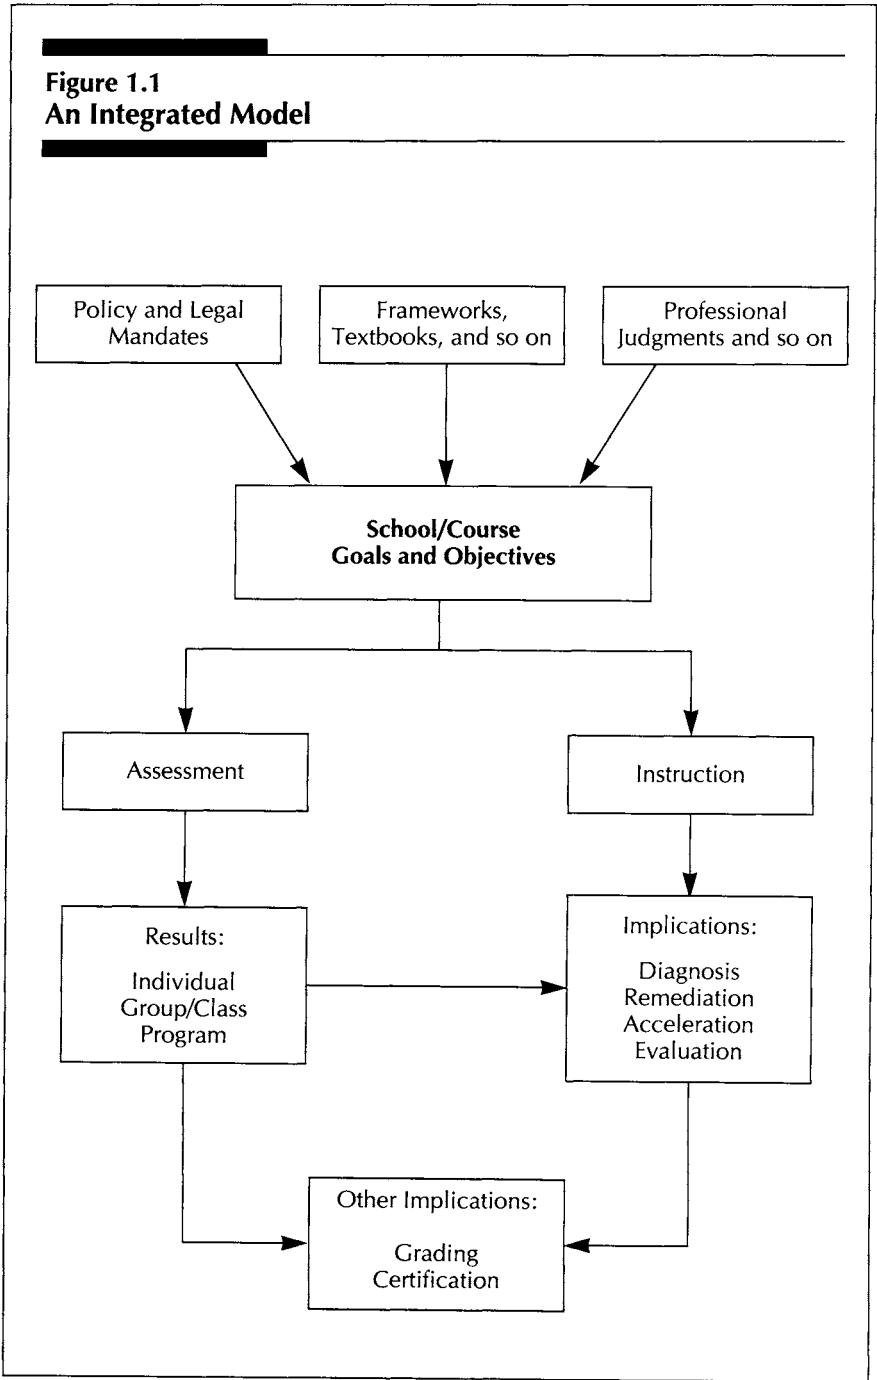 Figure 1.1
An Integrated Model
Policy and Legal
Mandates
Frameworks,
Textbooks, and so on
Professional
Judgments and so on
School/Course
Goals and Objectives
Assessment
Instruction
Results:
Individual
Group/Class
Program
Implications:
Diagnosis
Remediation
Acceleration
Evaluation
Other Implications:
Grading
Certification